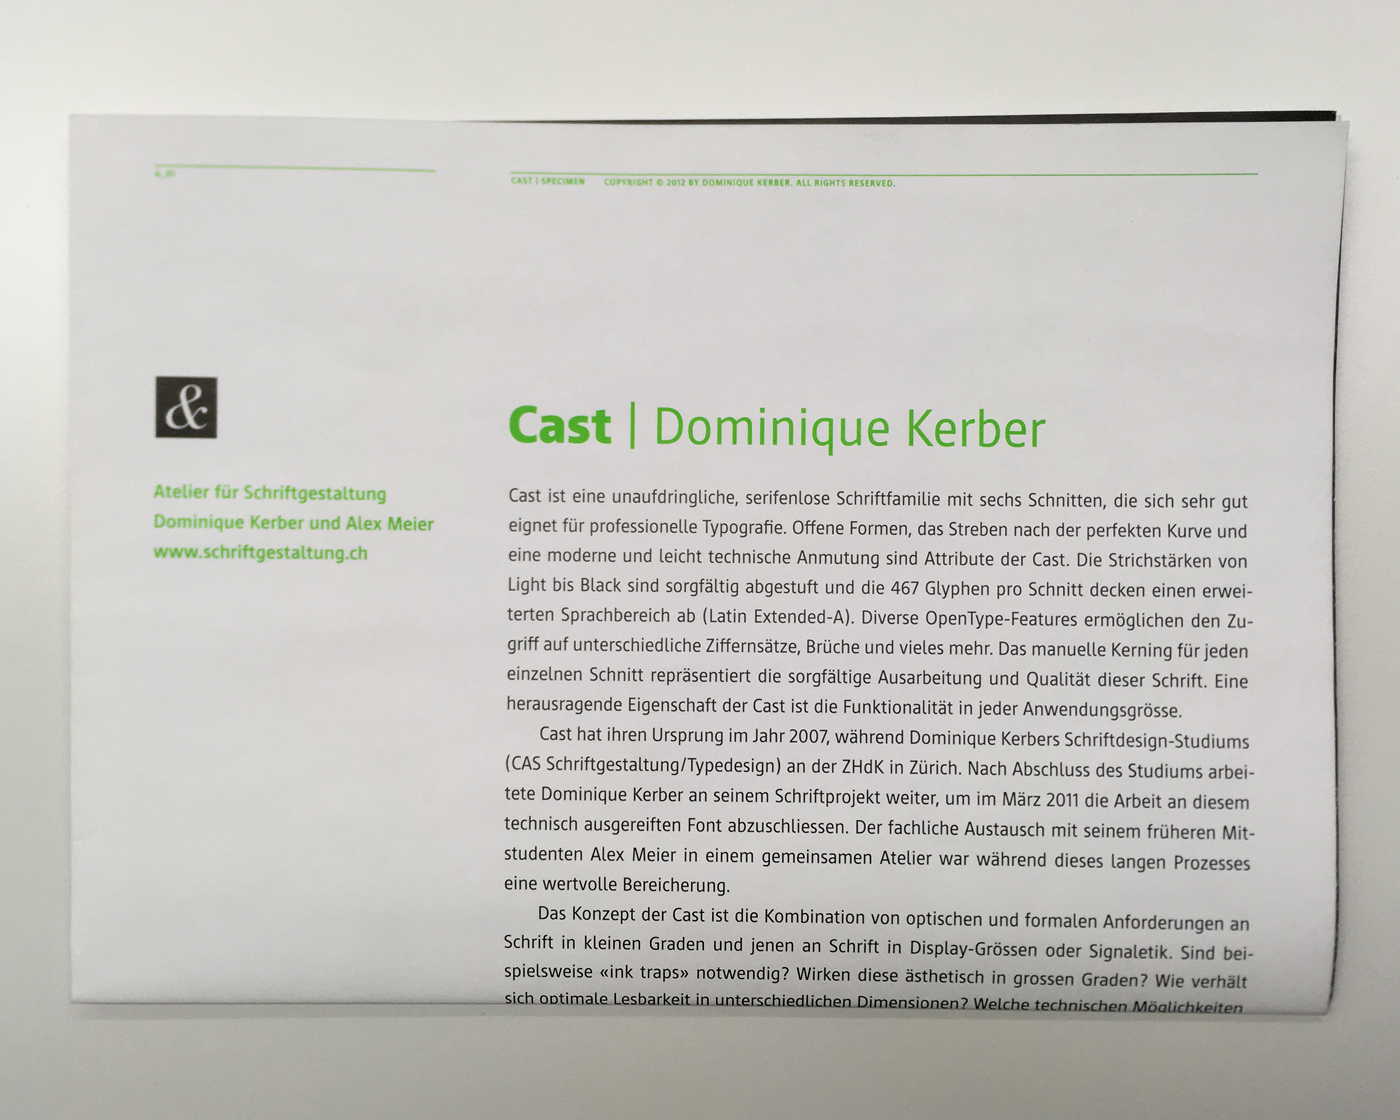 CAST | SPECIMEN COPYRIGHT © 2012 BY DOMINIQUE KERBER. ALL RIGHTS RESERVED.
&
Atelier für Schriftgestaltung
Dominique Kerber und Alex Meier
www.schriftgestaltung.ch
Cast | Dominique Kerber
Cast ist eine unaufdringliche, serifenlose Schriftfamilie mit sechs Schnitten, die sich sehr gut
eignet für professionelle Typografie. Offene Formen, das Streben nach der perfekten Kurve und
eine moderne und leicht technische Anmutung sind Attribute der Cast. Die Strichstärken von
Light bis Black sind sorgfältig abgestuft und die 467 Glyphen pro Schnitt decken einen erwei-
terten Sprachbereich ab (Latin Extended-A). Diverse OpenType-Features ermöglichen den Zu-
griff auf unterschiedliche Ziffernsätze, Brüche und vieles mehr. Das manuelle Kerning für jeden
einzelnen Schnitt repräsentiert die sorgfältige Ausarbeitung und Qualität dieser Schrift. Eine
herausragende Eigenschaft der Cast ist die Funktionalität in jeder Anwendungsgrösse.
Cast hat ihren Ursprung im Jahr 2007, während Dominique Kerbers Schriftdesign-Studiums
(CAS Schriftgestaltung/Typedesign) an der ZHdK in Zürich. Nach Abschluss des Studiums arbei-
tete Dominique Kerber an seinem Schriftprojekt weiter, um im März 2011 die Arbeit an diesem
technisch ausgereiften Font abzuschliessen. Der fachliche Austausch mit seinem früheren Mit-
studenten Alex Meier in einem gemeinsamen Atelier war während dieses langen Prozesses
eine wertvolle Bereicherung.
Das Konzept der Cast ist die Kombination von optischen und formalen Anforderungen an
Schrift in kleinen Graden und jenen an Schrift in Display-Grössen oder Signaletik. Sind bei-
spielsweise «ink traps» notwendig? Wirken diese ästhetisch in grossen Graden? Wie verhält
sich optimale Lesbarkeit in unterschiedlichen Dimensionen? Welche technischen Möglichkeiten